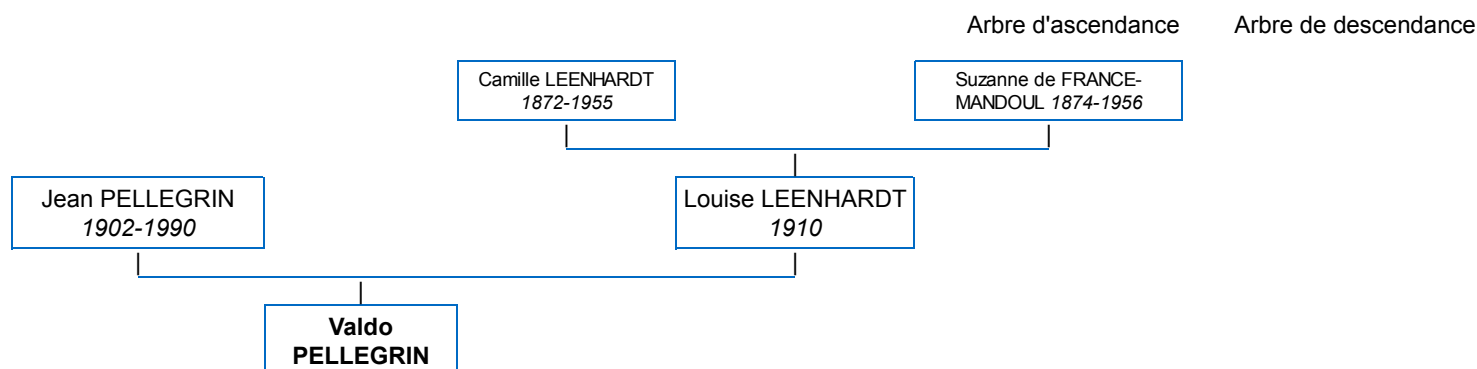 Arbre d'ascendance Arbre de descendance
Camille LEENHARDT
1872-1955
Suzanne de FRANCE-
MANDOUL 1874-1956
Jean PELLEGRIN
1902-1990
Louise LEENHARDT
1910
Valdo
PELLEGRIN